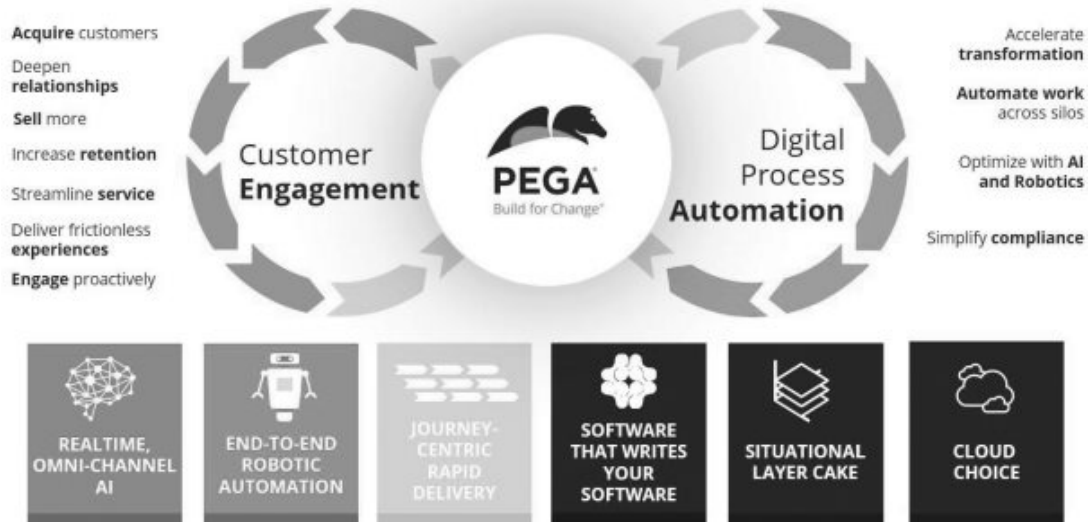 Acquire customers
Deepen
relationships
Sell more
Increase retention
Streamline service
Deliver frictionless
experiences
Engage proactively
Customer
Engagement
PEGA
Build for Change®
Digital
Process
Automation
Accelerate
transformation
Automate work
across silos
Optimize with AI
and Robotics
Simplify compliance
REALTIME,
OMNI-CHANNEL
AI
END-TO-END
ROBOTIC
AUTOMATION
JOURNEY-
CENTRIC
RAPID
DELIVERY
SOFTWARE
THAT WRITES
YOUR
SOFTWARE
SITUATIONAL
LAYER CAKE
CLOUD
CHOICE